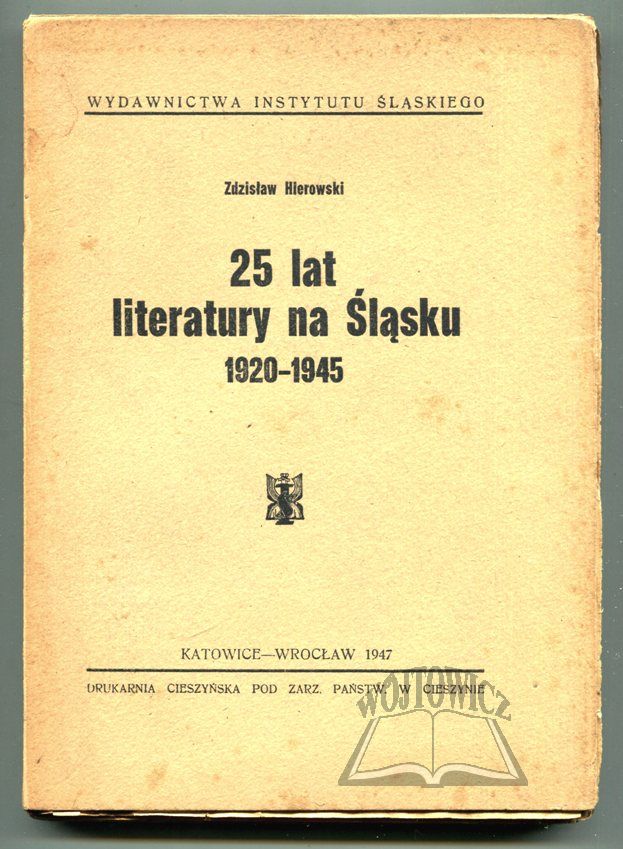 WYDAWNICTWA INSTYTUTU ŚLĄSKIEGO
Zdzisław Hierowski
25 lat
literatury na Śląsku
1920-1945
KATOWICE—WROCŁAW 1947
DRUKARNIA CIESZYŃSKA POD ZARZ. PAŃSTW. W CIESZYNIE
WÓJTOWICZ